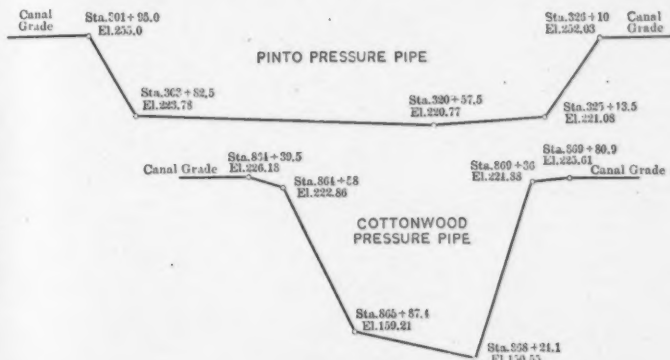 Canal
Grade
Sta.301 + 95.0
El.255.0
Sta.326 + 10
El.252.03
Canal
Grade
PINTO PRESSURE PIPE
Sta.303 + 82.5
El.223.78
Sta.320 + 57.5
El.220.77
Sta.325 + 13.5
El.221.08
Canal Grade
Sta.864 + 39.5
El.226.18
Sta.864 + 58
El.222.86
Sta.869 + 36
El.221.88
Sta.869 + 80.9
El.225.61
Canal Grade
COTTONWOOD
PRESSURE PIPE
Sta.865 + 87.4
El.159.21
Sta.868 + 24.1